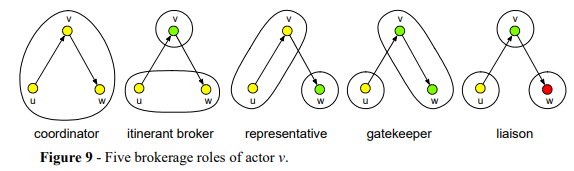 v v v v v
u w u w u w u w u w
coordinator itinerant broker representative gatekeeper liaison
Figure 9 - Five brokerage roles of actor v.